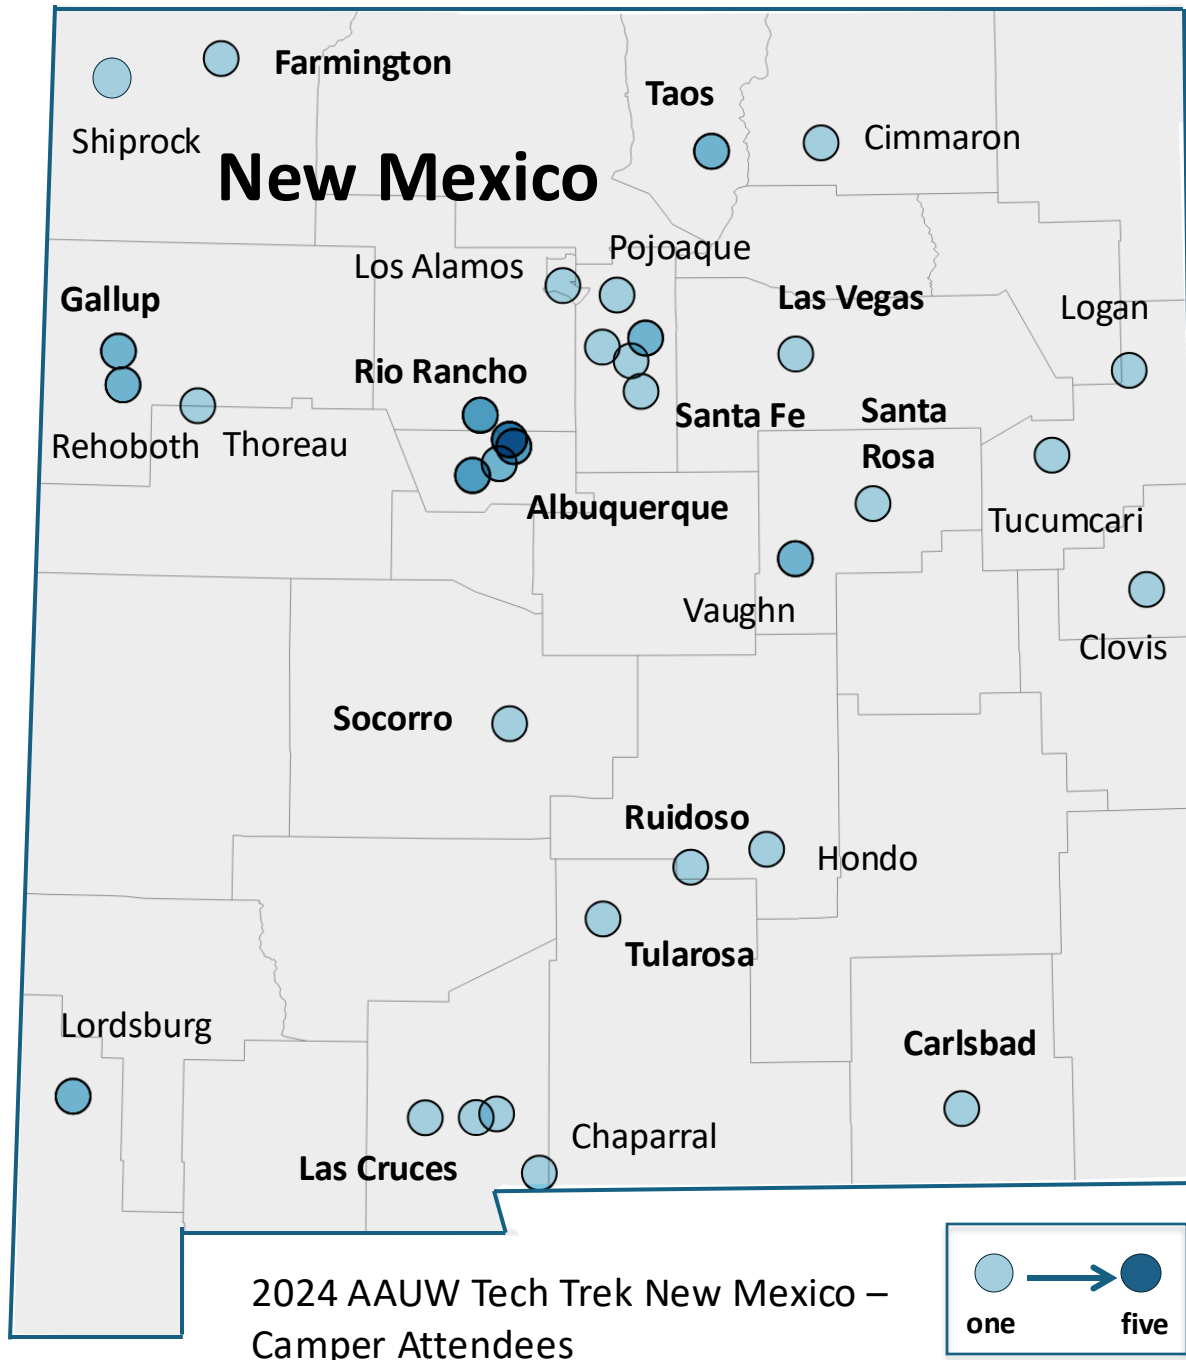 Farmington
Shiprock
Taos
Cimmaron
New Mexico
Pojoaque
Los Alamos
Gallup
Las Vegas
Logan
Rio Rancho
Santa Fe
Santa
Rosa
Rehoboth
Thoreau
Albuquerque
Tucumcari
Vaughn
Clovis
Socorro
Ruidoso
Hondo
Tularosa
Lordsburg
Carlsbad
Chaparral
Las Cruces
2024 AAUW Tech Trek New Mexico –
Camper Attendees
one
five